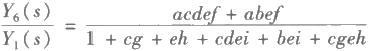 Y₆(s) / Y₁(s) = (acdef + abef) / (1 + cg + eh + cdei + bei + cgeh)